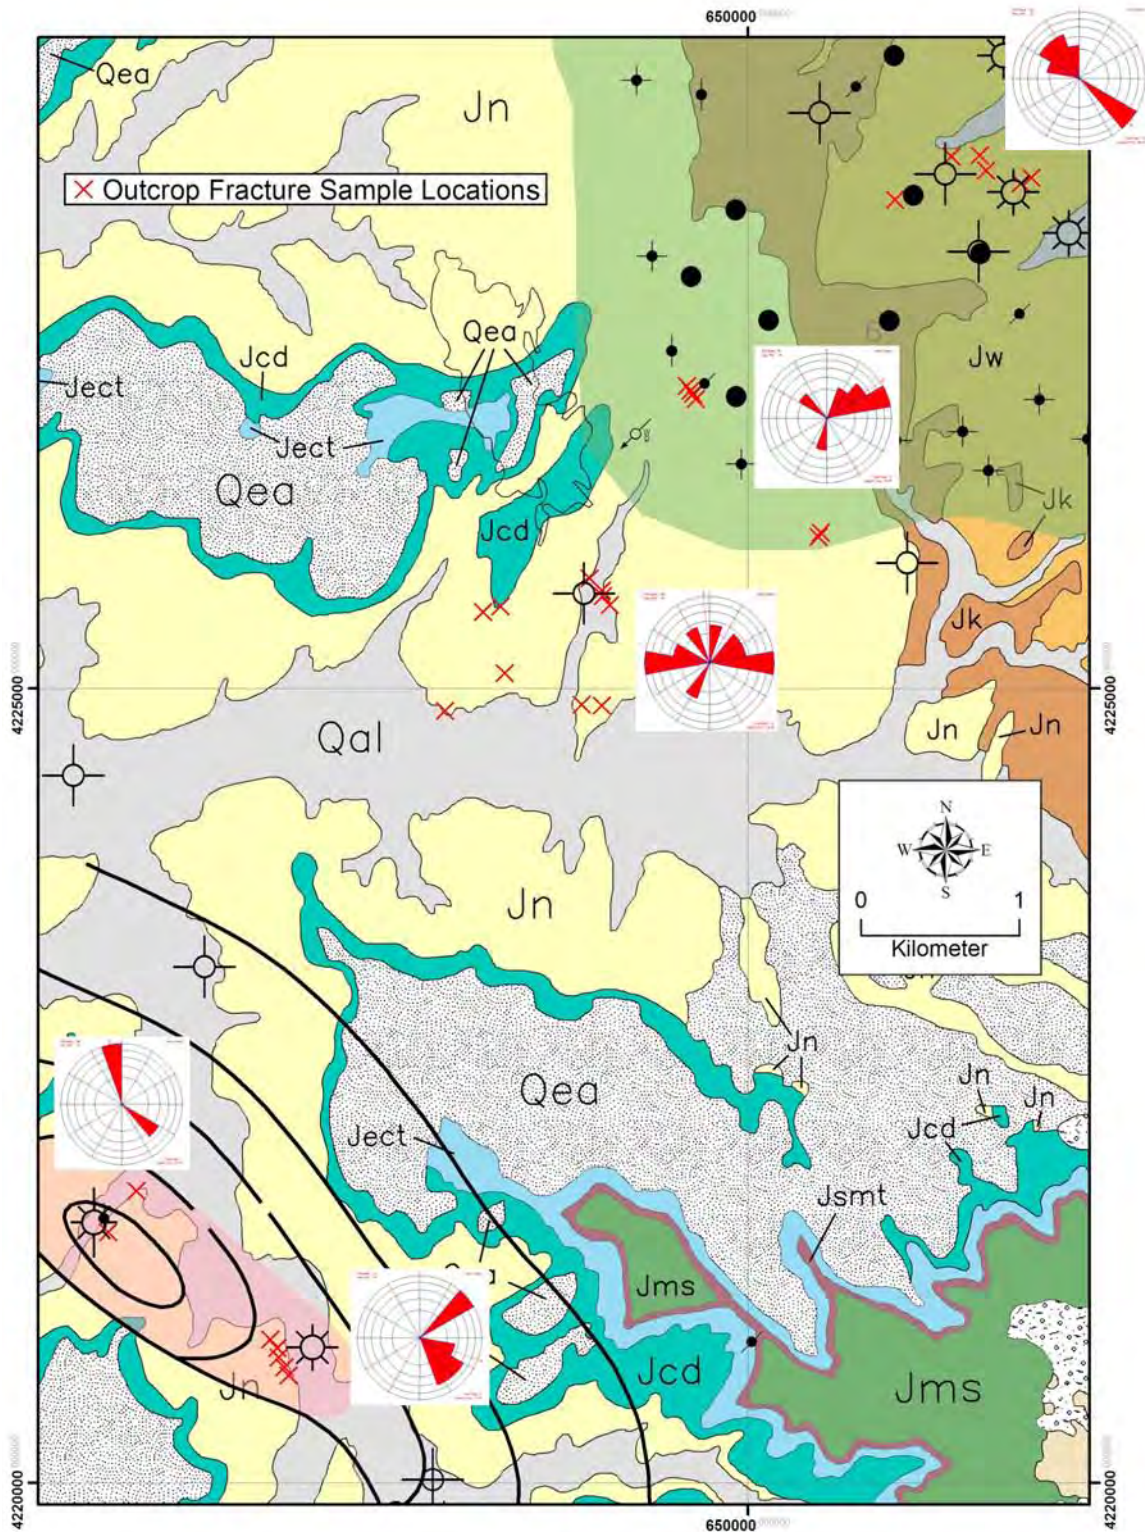 650000
Qea
Jn
Outcrop Fracture Sample Locations
Jw
Qea
Jcd
Ject
Ject
Qea
Jcd
Jk
Jk
4225000
4225000
Jn
Jn
Qal
N
W
E
S
Jn
0
1
Kilometer
Jn
Qea
Jn
Jn
Jcd
Ject
Jsmt
Jms
Jcd
Jn
Jms
4220000
4220000
650000